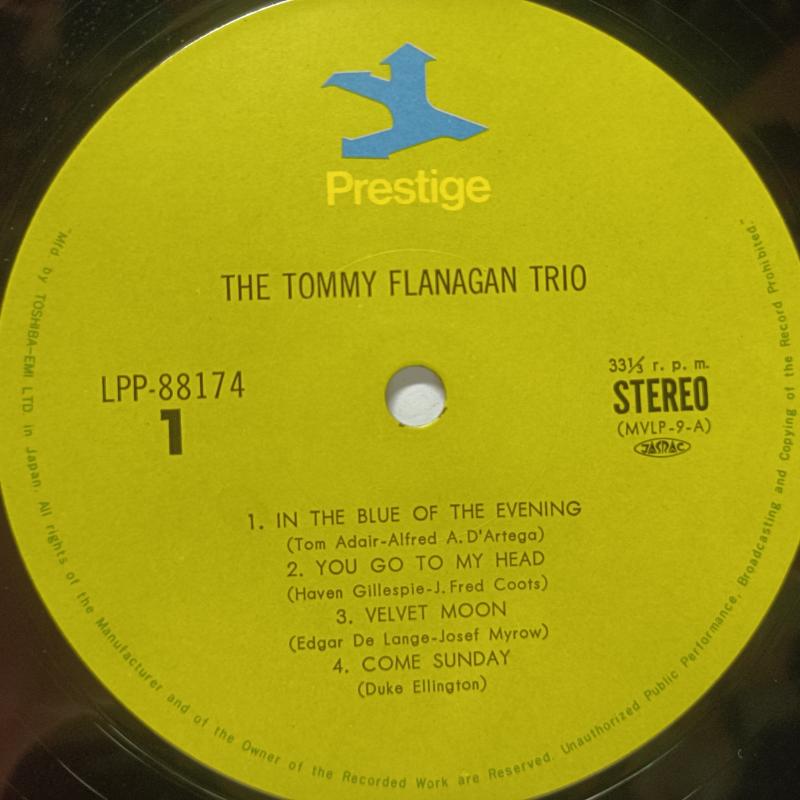 Prestige
THE TOMMY FLANAGAN TRIO
LPP-88174
1
33⅓ r. p. m.
STEREO
(MVLP-9-A)
JASRAC
1. IN THE BLUE OF THE EVENING
(Tom Adair-Alfred A. D'Artega)
2. YOU GO TO MY HEAD
(Haven Gillespie-J. Fred Coots)
3. VELVET MOON
(Edgar De Lange-Josef Myrow)
4. COME SUNDAY
(Duke Ellington)
"Mfd by TOSHIBA-EMI LTD. in Japan. All rights of the Manufacturer and of the Owner of the Recorded Work are Reserved. Unauthorized Public Performance, Broadcasting and Copying of the Record Prohibited."